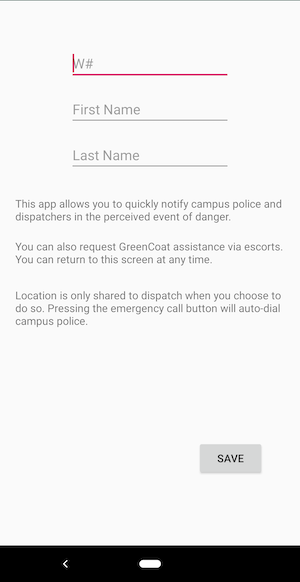 W#
First Name
Last Name
This app allows you to quickly notify campus police and
dispatchers in the perceived event of danger.
You can also request GreenCoat assistance via escorts.
You can return to this screen at any time.
Location is only shared to dispatch when you choose to
do so. Pressing the emergency call button will auto-dial
campus police.
SAVE